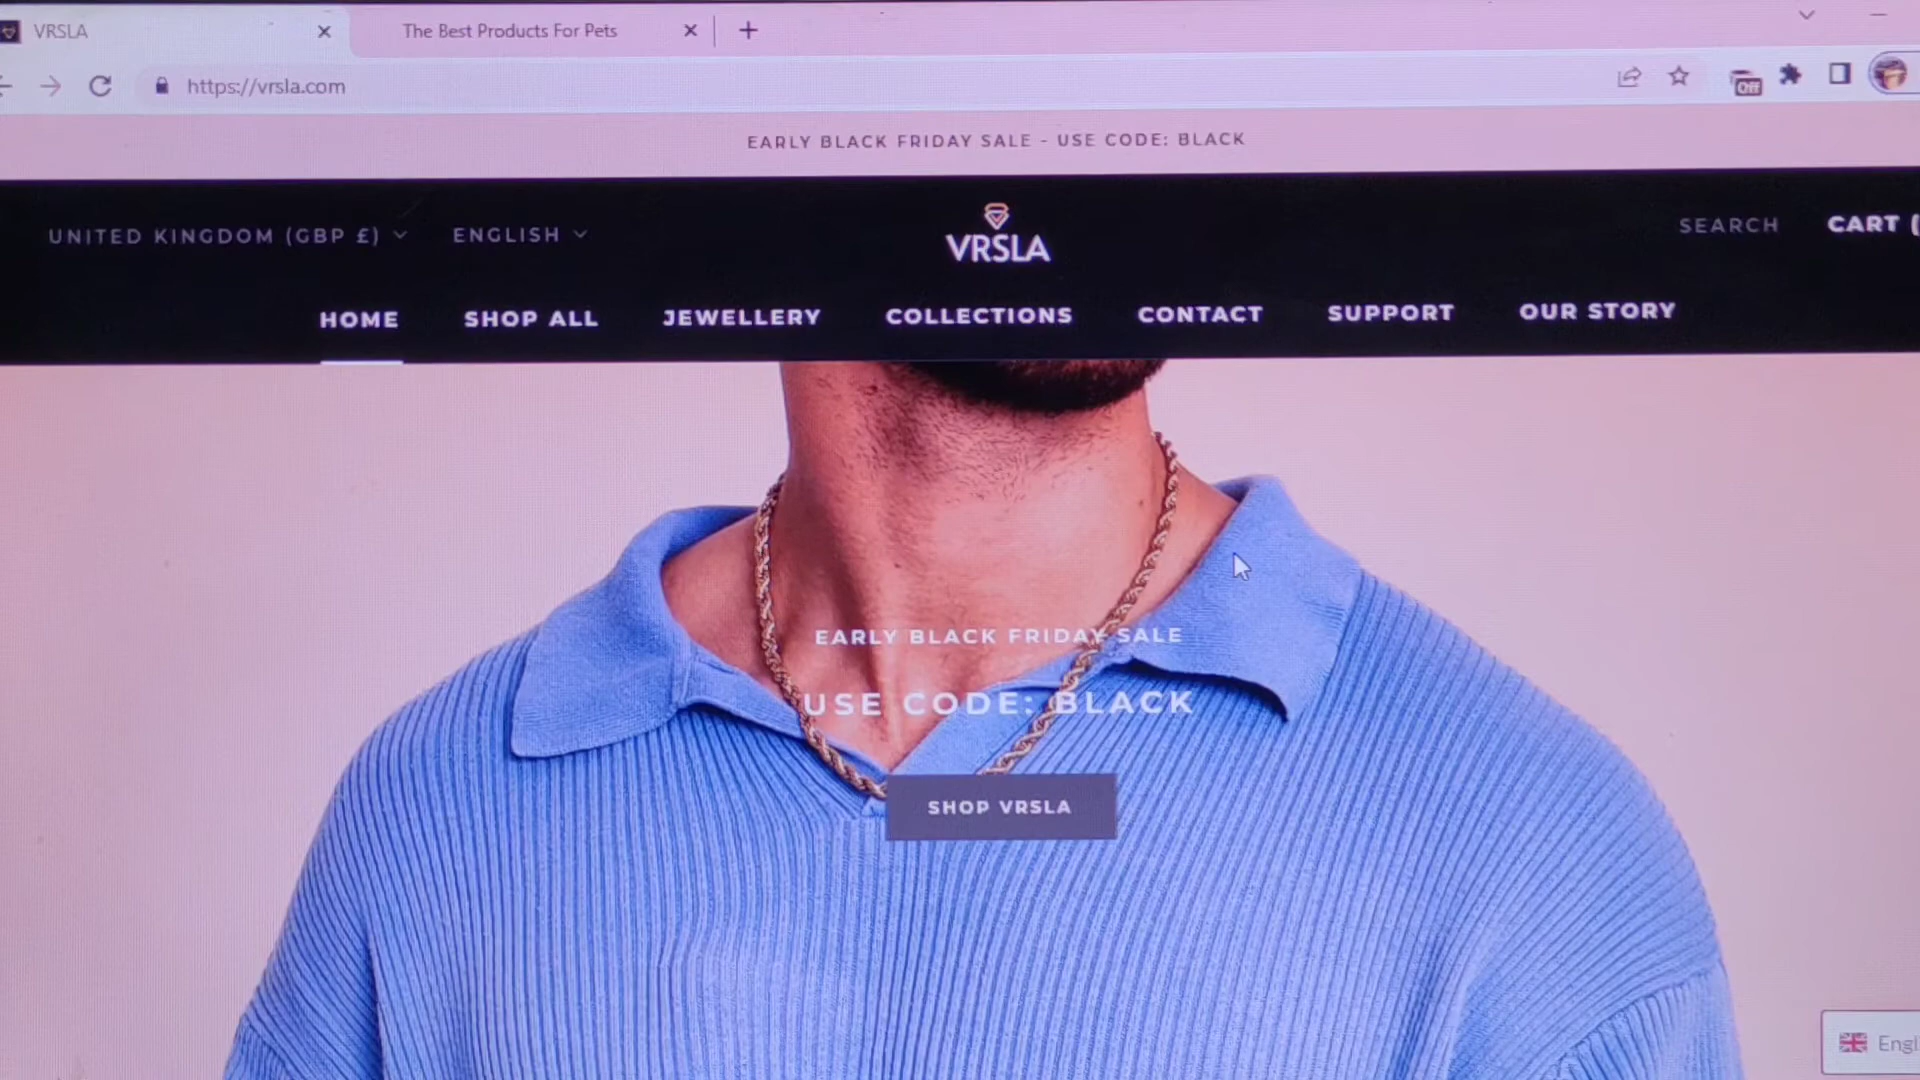 VRSLA
The Best Products For Pets
https://vrsla.com
Off
EARLY BLACK FRIDAY SALE - USE CODE: BLACK
UNITED KINGDOM (GBP £)
ENGLISH
VRSLA
SEARCH
CART (
HOME
SHOP ALL
JEWELLERY
COLLECTIONS
CONTACT
SUPPORT
OUR STORY
EARLY BLACK FRIDAY SALE
USE CODE: BLACK
SHOP VRSLA
Engl